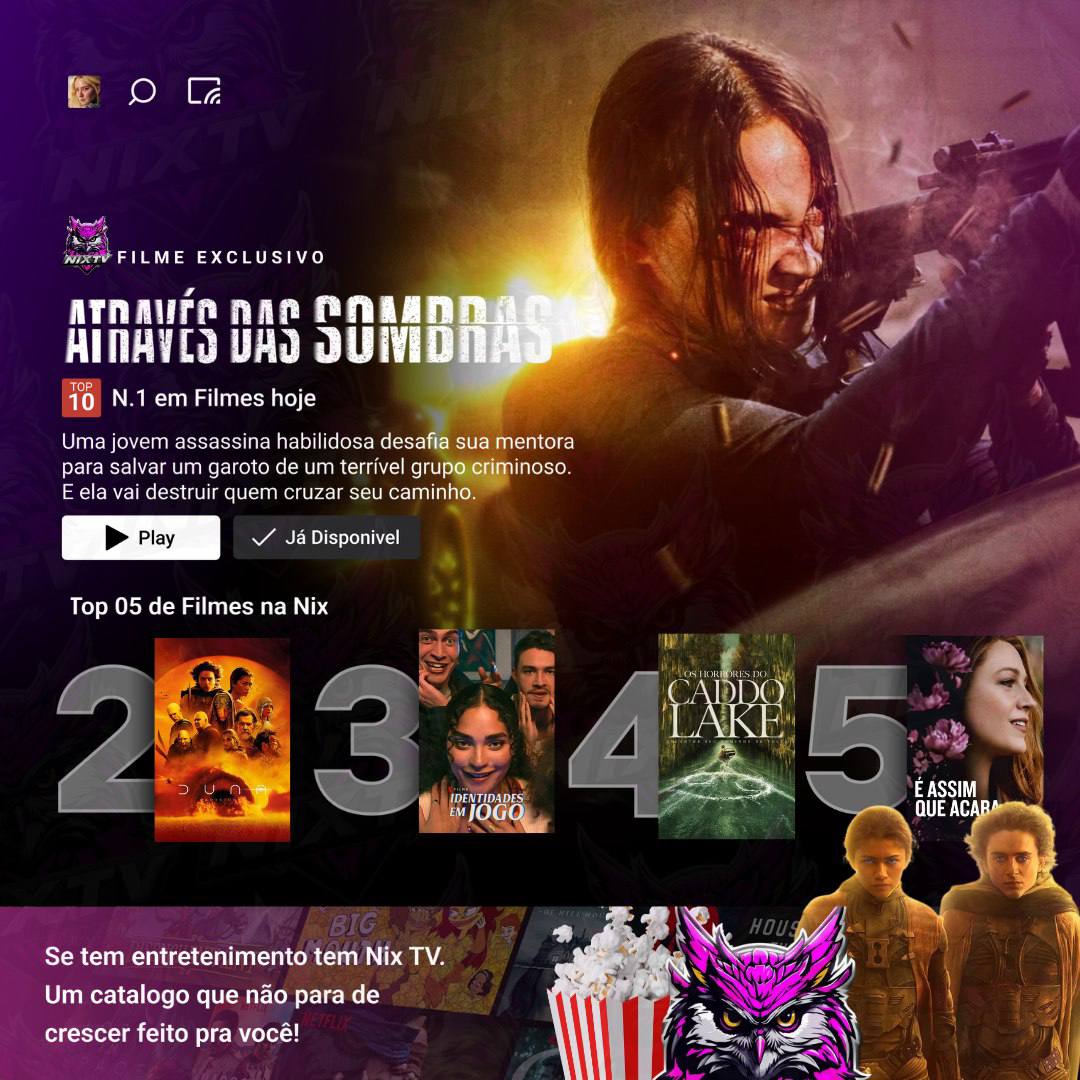 NIXTV
FILME EXCLUSIVO
ATRAVÉS DAS SOMBRAS
TOP
10
N.1 em Filmes hoje
Uma jovem assassina habilidosa desafia sua mentora
para salvar um garoto de um terrível grupo criminoso.
E ela vai destruir quem cruzar seu caminho.
Play
Já Disponivel
Top 05 de Filmes na Nix
2
DUNA
3
IDENTIDADES
EM JOGO
4
OS HORRORES DO
CADDO
LAKE
5
É ASSIM
QUE ACABA
BIG
MOUTH
HOUS
NETFLIX
Se tem entretenimento tem Nix TV.
Um catalogo que não para de
crescer feito pra você!